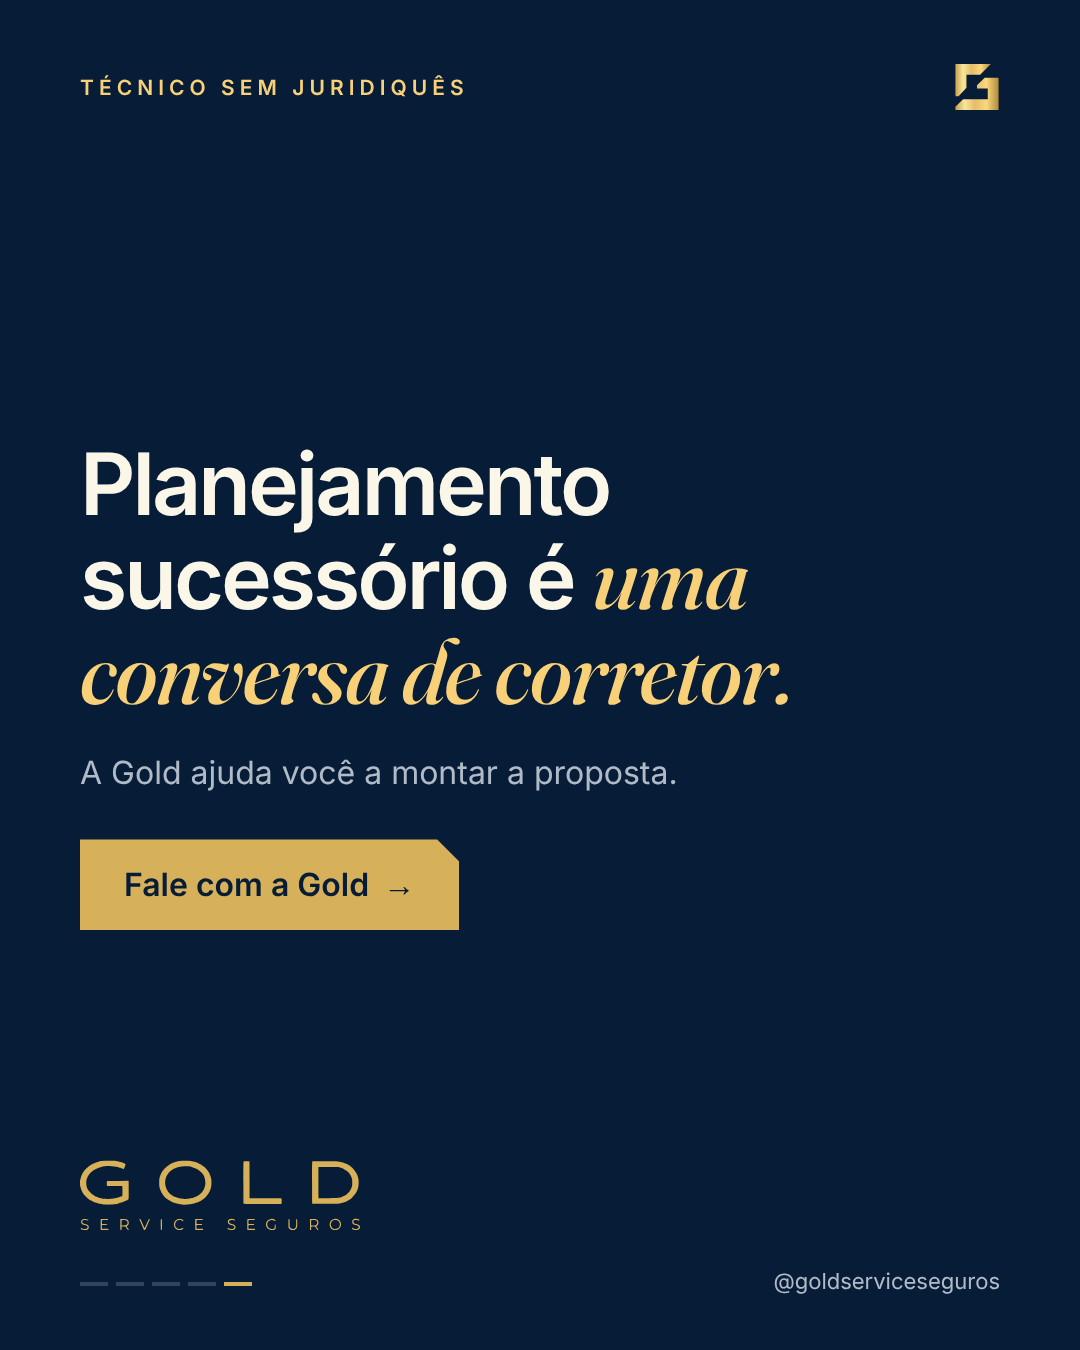 TÉCNICO SEM JURIDIQUÊS
Planejamento
sucessório é uma
conversa de corretor.
A Gold ajuda você a montar a proposta.
Fale com a Gold →
GOLD
SERVICE SEGUROS
@goldserviceseguros